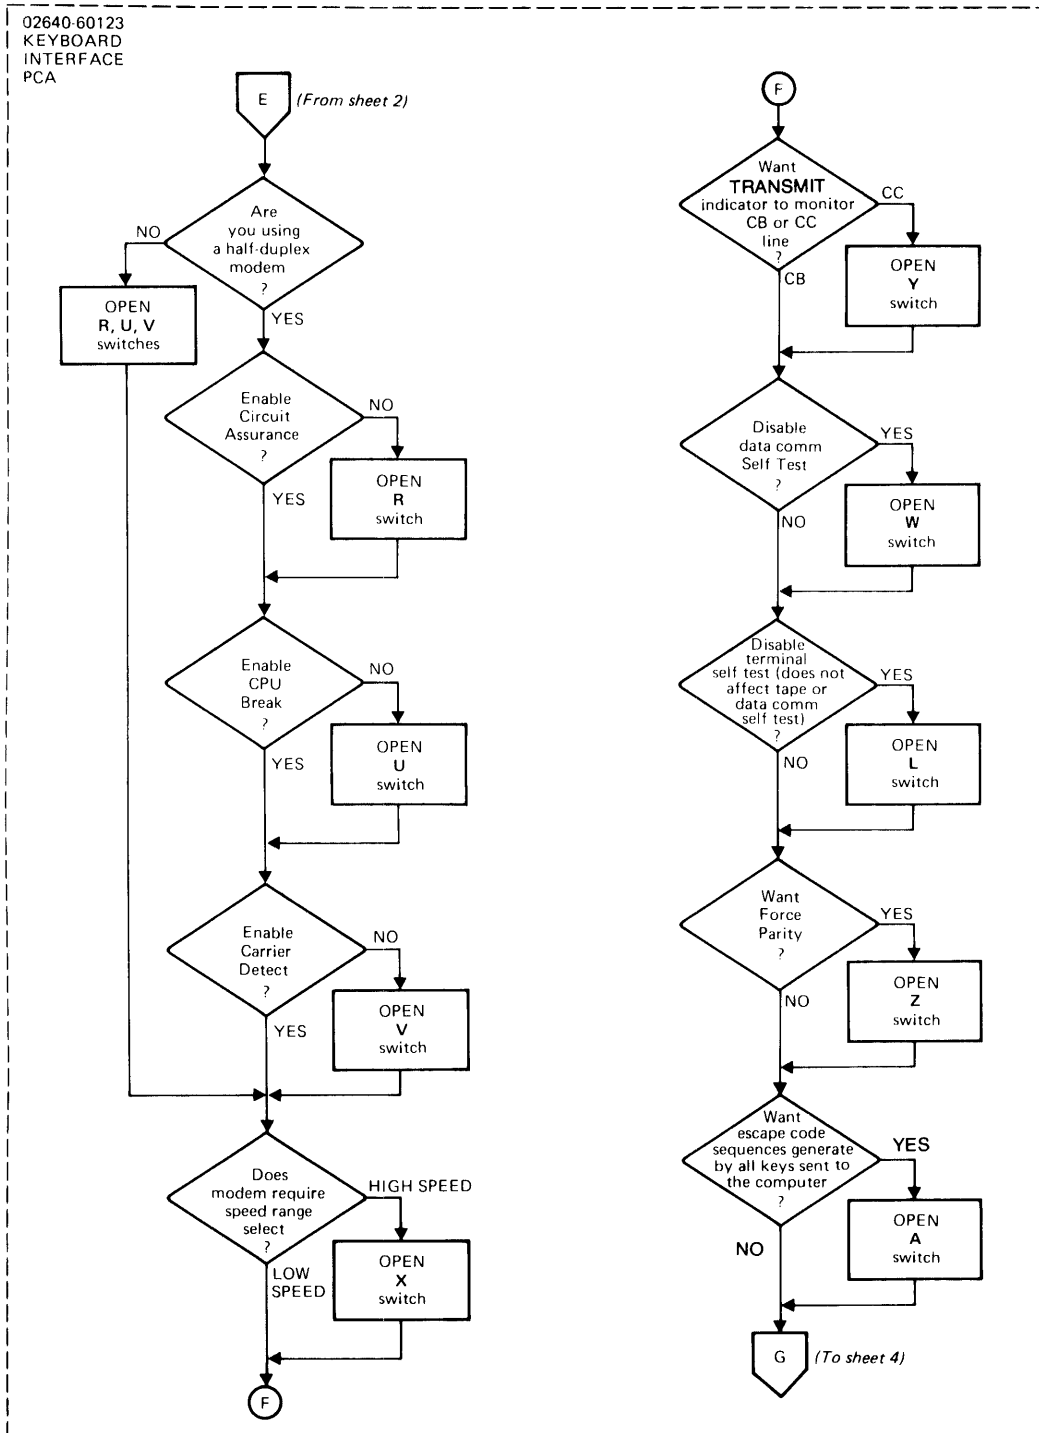 02640-60123
KEYBOARD
INTERFACE
PCA
E
(From sheet 2)
Are
you using
a half-duplex
modem
?
NO
OPEN
R, U, V
switches
YES
Enable
Circuit
Assurance
?
NO
OPEN
R
switch
YES
Enable
CPU
Break
?
NO
OPEN
U
switch
YES
Enable
Carrier
Detect
?
NO
OPEN
V
switch
YES
Does
modem require
speed range
select
?
HIGH SPEED
OPEN
X
switch
LOW
SPEED
F
F
Want
TRANSMIT
indicator to monitor
CB or CC
line
?
CC
OPEN
Y
switch
CB
Disable
data comm
Self Test
?
YES
OPEN
W
switch
NO
Disable
terminal
self test (does not
affect tape or
data comm
self test)
?
YES
OPEN
L
switch
NO
Want
Force
Parity
?
YES
OPEN
Z
switch
NO
Want
escape code
sequences generate
by all keys sent to
the computer
?
YES
OPEN
A
switch
NO
G
(To sheet 4)